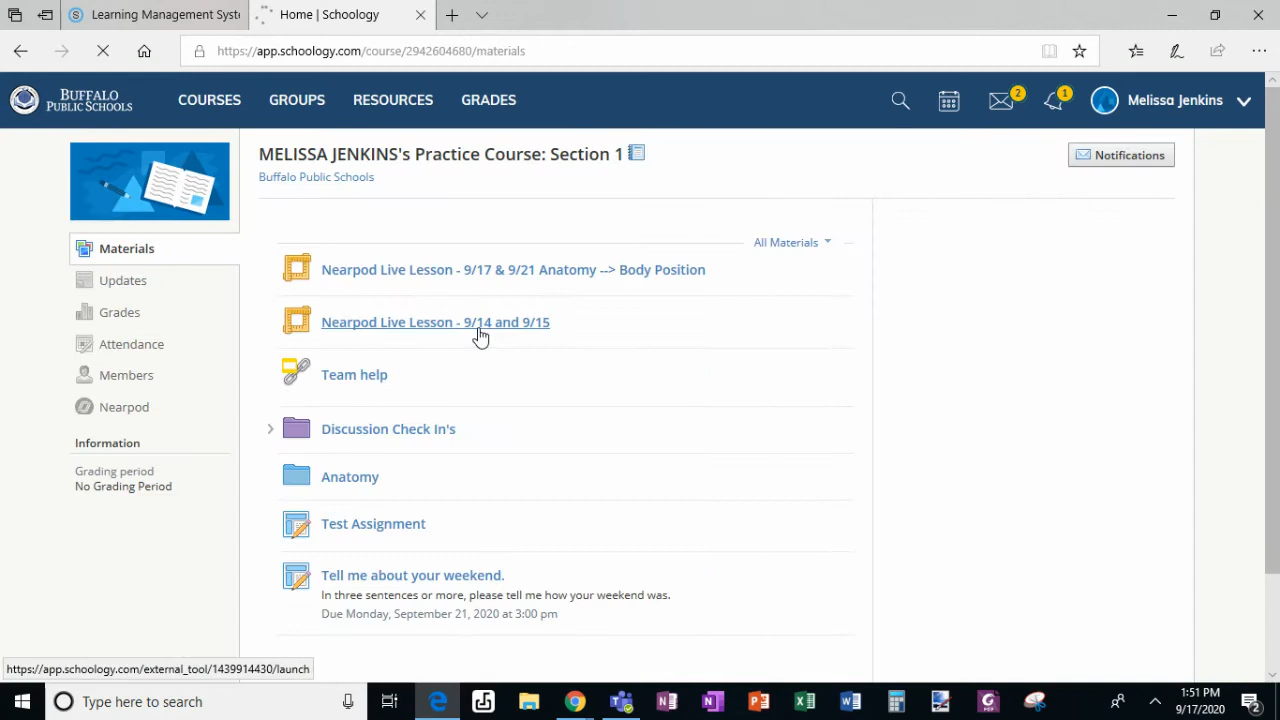 Learning Management Syst
Home | Schoology
https://app.schoology.com/course/2942604680/materials
BUFFALO
PUBLIC SCHOOLS
COURSES
GROUPS
RESOURCES
GRADES
2
1
Melissa Jenkins
MELISSA JENKINS's Practice Course: Section 1
Buffalo Public Schools
Notifications
Materials
Updates
Grades
Attendance
Members
Nearpod
Information
Grading period
No Grading Period
All Materials
Nearpod Live Lesson - 9/17 & 9/21 Anatomy --> Body Position
Nearpod Live Lesson - 9/14 and 9/15
Team help
Discussion Check In's
Anatomy
Test Assignment
Tell me about your weekend.
In three sentences or more, please tell me how your weekend was.
Due Monday, September 21, 2020 at 3:00 pm
https://app.schoology.com/external_tool/1439914430/launch
Type here to search
1:51 PM
9/17/2020
2